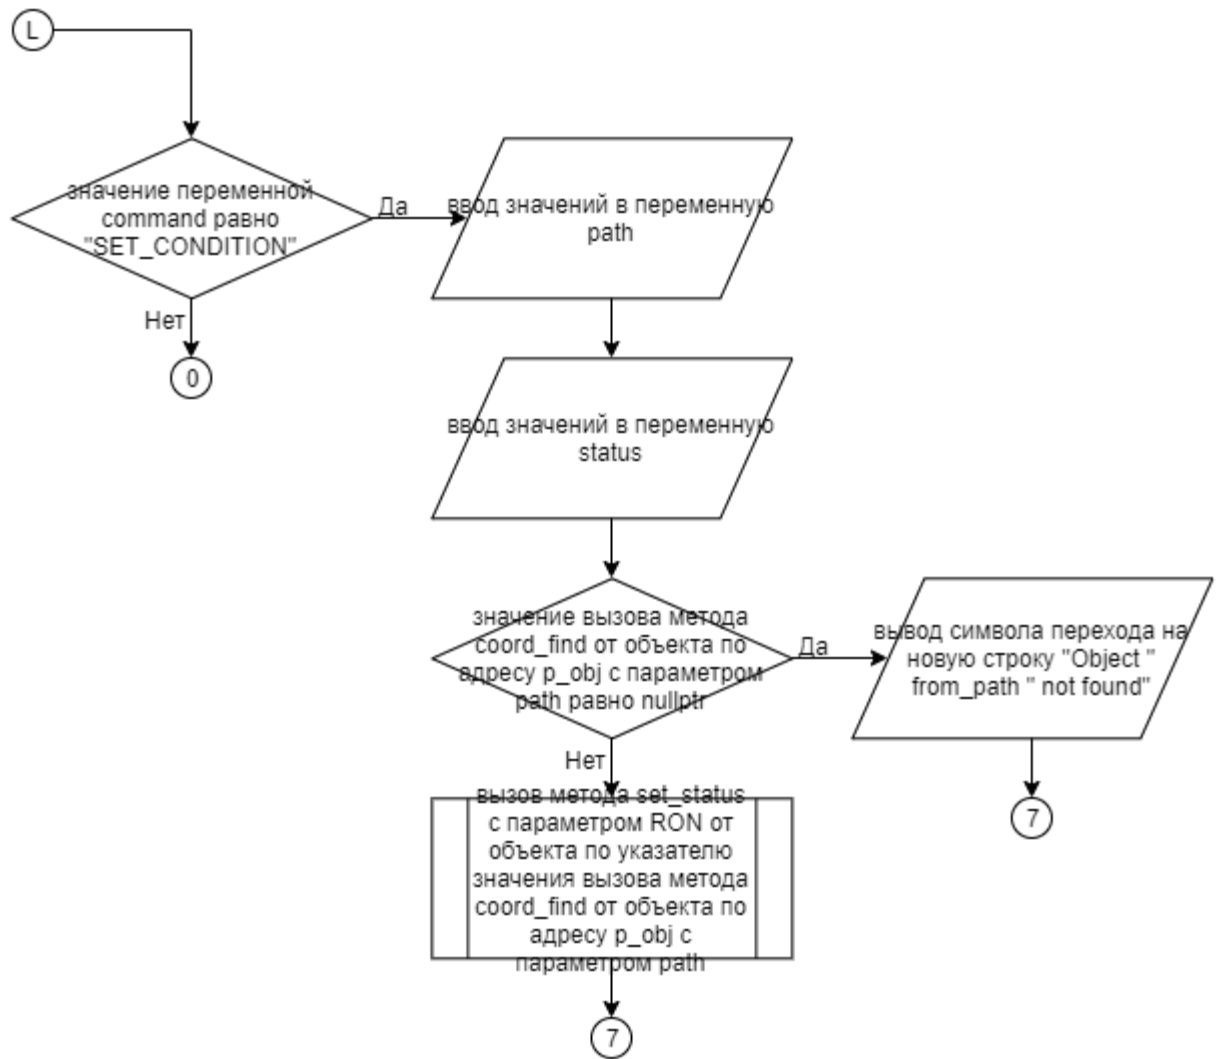 L
значение переменной
command равно
"SET_CONDITION"
Да
ввод значений в переменную
path
Нет
0
ввод значений в переменную
status
значение вызова метода
coord_find от объекта по
адресу p_obj с параметром
path равно nullptr
Да
вывод символа перехода на
новую строку "Object "
from_path " not found"
Нет
7
вызов метода set_status
с параметром RON от
объекта по указателю
значения вызова метода
coord_find от объекта по
адресу p_obj с
параметром path
7